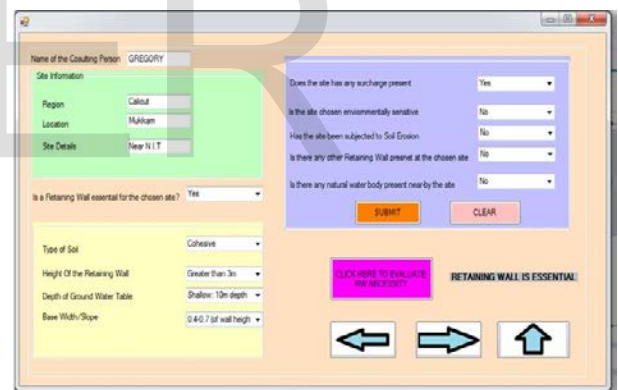 Name of the Cosulting Person GREGORY
Site Information
Region Calicut
Location Mukkam
Site Details Near N.I.T
Is a Retaining Wall essential for the chosen site? Yes
Type of Soil Cohesive
Height Of the Retaining Wall Greater than 3m
Depth of Ground Water Table Shallow: 10m depth
Base Width/Slope 0.4-0.7 (of wall heigh
Does the site has any surcharge present Yes
Is the site chosen environmentally sensitive No
Has the site been subjected to Soil Erosion No
Is there any other Retaining Wall presnet at the chosen site No
Is there any natural water body present near-by the site No
SUBMIT CLEAR
CLICK HERE TO EVALUATE
RW NECESSITY
RETAINING WALL IS ESSENTIAL